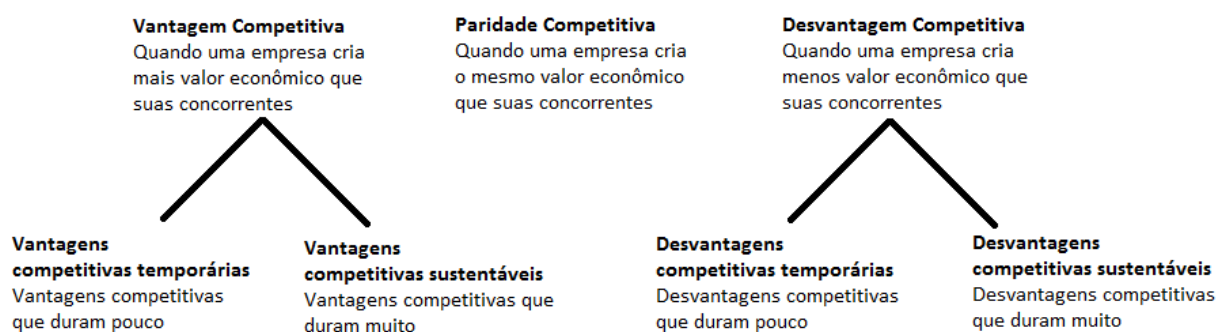 Vantagem Competitiva
Quando uma empresa cria
mais valor econômico que
suas concorrentes
Paridade Competitiva
Quando uma empresa cria
o mesmo valor econômico
que suas concorrentes
Desvantagem Competitiva
Quando uma empresa cria
menos valor econômico que
suas concorrentes
Vantagens
competitivas temporárias
Vantagens competitivas
que duram pouco
Vantagens
competitivas sustentáveis
Vantagens competitivas que
duram muito
Desvantagens
competitivas temporárias
Desvantagens competitivas
que duram pouco
Desvantagens
competitivas sustentáveis
Desvantagens competitivas
que duram muito